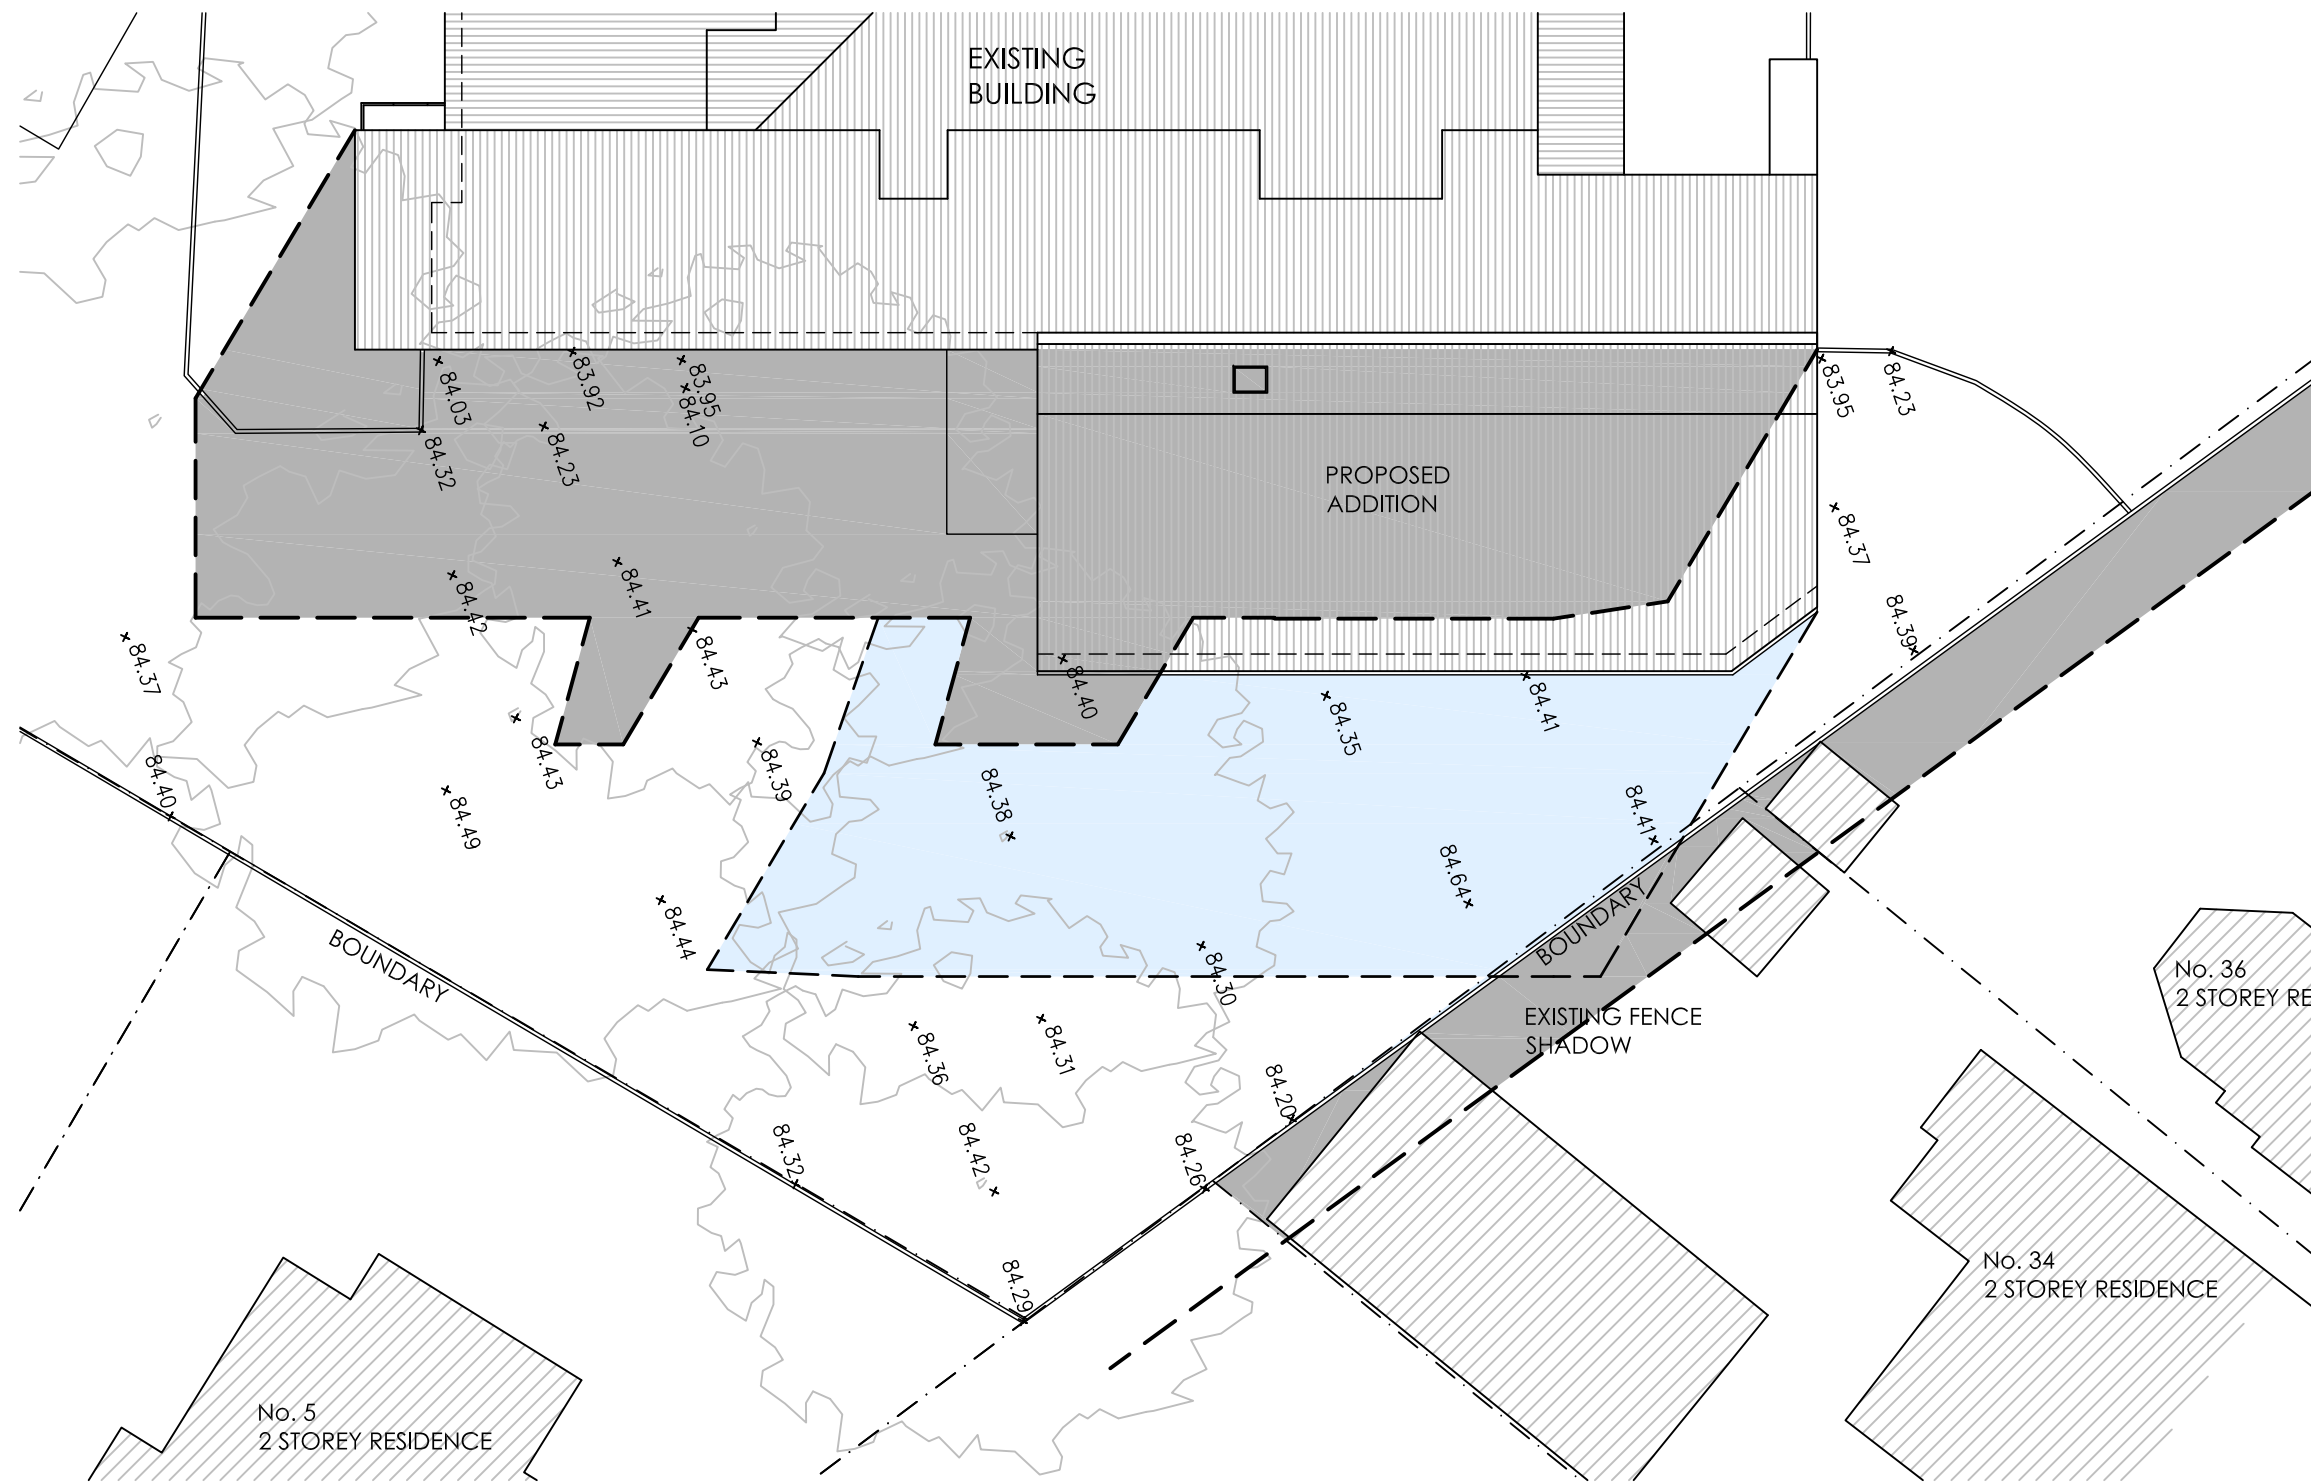 EXISTING
BUILDING
84.03
83.92
83.95
84.10
84.32
84.23
83.95
84.23
PROPOSED
ADDITION
84.37
84.42
84.41
84.43
84.39
84.37
84.40
84.35
84.41
84.40
84.43
84.39
84.49
84.38
84.41
84.64
84.44
BOUNDARY
BOUNDARY
84.30
No. 36
2 STOREY RE
EXISTING FENCE
SHADOW
84.36
84.31
84.20
84.32
84.42
84.26
84.29
No. 34
2 STOREY RESIDENCE
No. 5
2 STOREY RESIDENCE